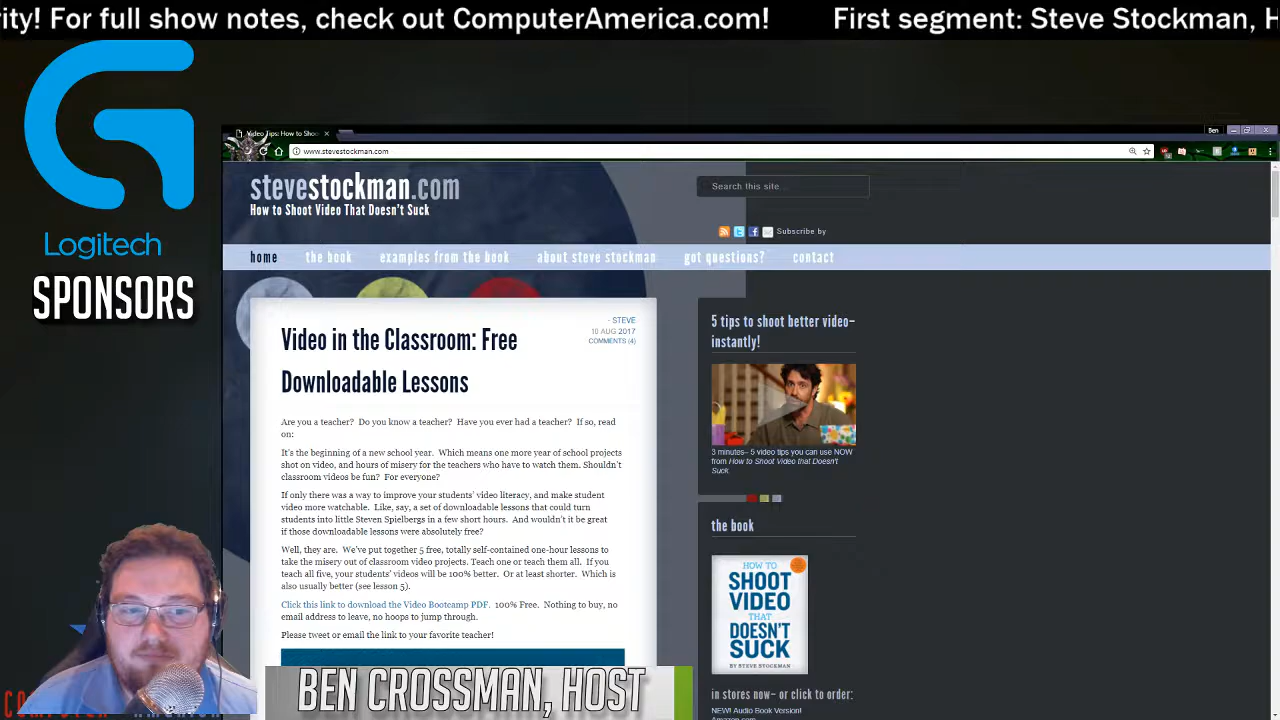 ity! For full show notes, check out ComputerAmerica.com! First segment: Steve Stockman, H
Logitech
SPONSORS
Video Tips: How to Shoo
Ben
www.stevestockman.com
stevestockman.com
How to Shoot Video That Doesn't Suck
Search this site...
Subscribe by
home the book examples from the book about steve stockman got questions? contact
Video in the Classroom: Free
Downloadable Lessons
- STEVE
10 AUG 2017
COMMENTS (4)
Are you a teacher? Do you know a teacher? Have you ever had a teacher? If so, read
on:
It's the beginning of a new school year. Which means one more year of school projects
shot on video, and hours of misery for the teachers who have to watch them. Shouldn't
classroom videos be fun? For everyone?
If only there was a way to improve your students' video literacy, and make student
video more watchable. Like, say, a set of downloadable lessons that could turn
students into little Steven Spielbergs in a few short hours. And wouldn't it be great
if those downloadable lessons were absolutely free?
Well, they are. We've put together 5 free, totally self-contained one-hour lessons to
take the misery out of classroom video projects. Teach one or teach them all. If you
teach all five, your students' videos will be 100% better. Or at least shorter. Which is
also usually better (see lesson 5).
Click this link to download the Video Bootcamp PDF. 100% Free. Nothing to buy, no
email address to leave, no hoops to jump through.
Please tweet or email the link to your favorite teacher!
5 tips to shoot better video–
instantly!
3 minutes– 5 video tips you can use NOW
from How to Shoot Video that Doesn't
Suck
the book
HOW TO
SHOOT
VIDEO
THAT
DOESN'T
SUCK
BY STEVE STOCKMAN
in stores now– or click to order:
NEW! Audio Book Version!
Amazon.com
BEN CROSSMAN, HOST